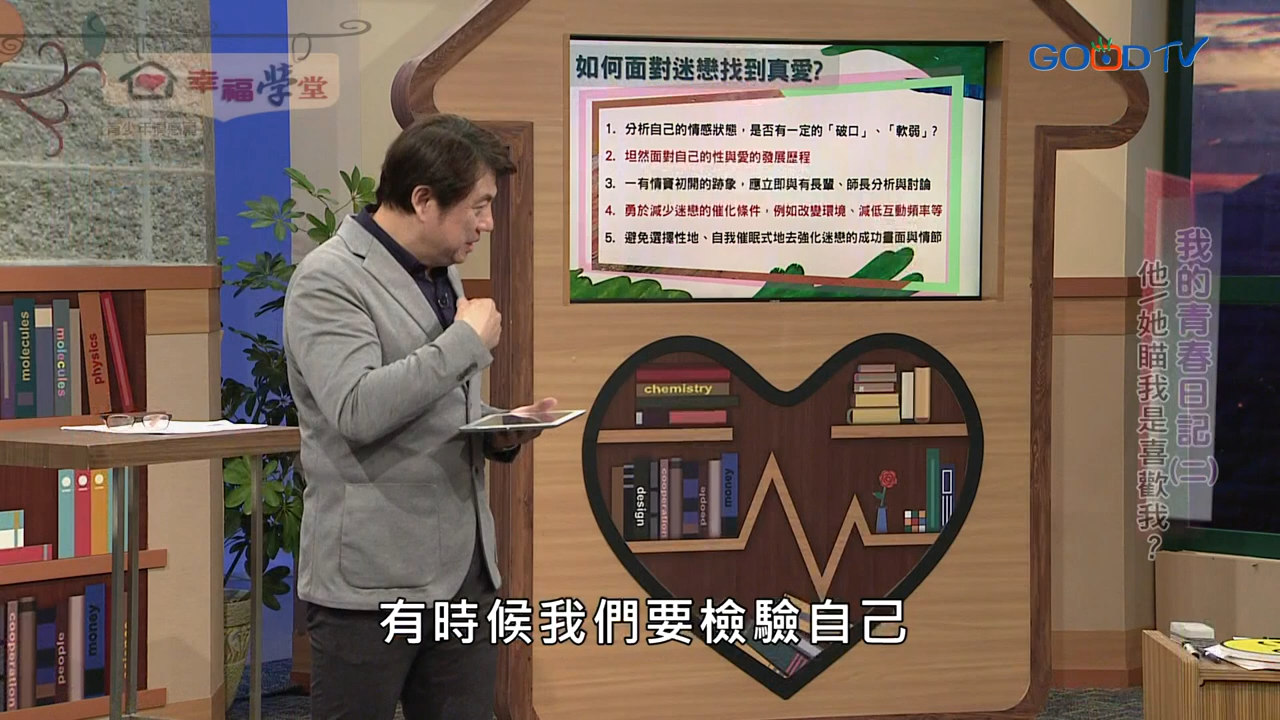 幸福學堂
青少年情感篇
GOODTV
如何面對迷戀找到真愛?
1. 分析自己的情感狀態，是否有一定的「破口」、「軟弱」?
2. 坦然面對自己的性與愛的發展歷程
3. 一有情竇初開的跡象，應立即與有長輩、師長分析與討論
4. 勇於減少迷戀的催化條件，例如改變環境、減低互動頻率等
5. 避免選擇性地、自我催眠式地去強化迷戀的成功畫面與情節
我的青春日記(二)
他/她瞄我是喜歡我?
molecules
molecules
physics
chemistry
design
cooperation
people
money
cooperation
people
money
有時候我們要檢驗自己